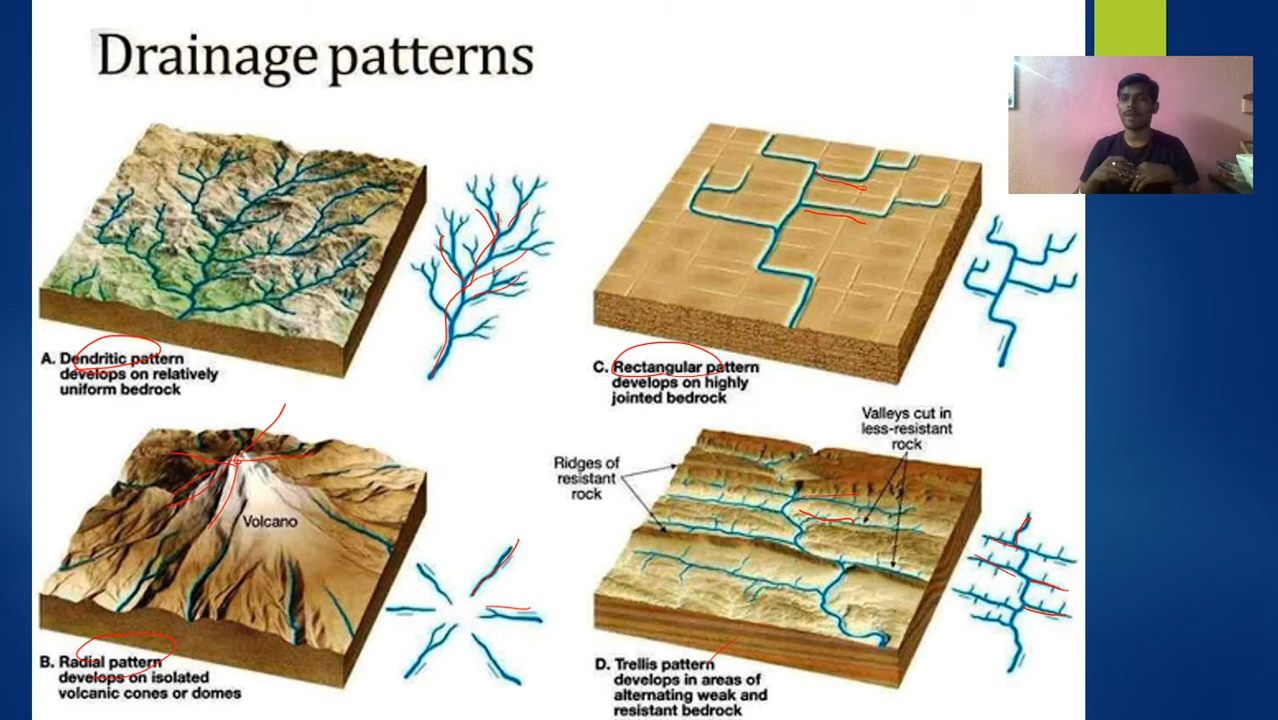 Drainage patterns
A. Dendritic pattern
develops on relatively
uniform bedrock
C. Rectangular pattern
develops on highly
jointed bedrock
Volcano
B. Radial pattern
develops on isolated
volcanic cones or domes
Valleys cut in
less-resistant
rock
Ridges of
resistant
rock
D. Trellis pattern
develops in areas of
alternating weak and
resistant bedrock